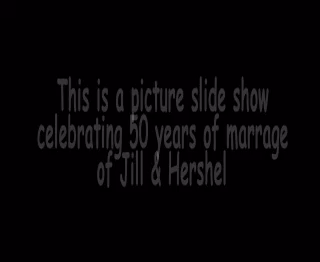 This is a picture slide show
celebrating 50 years of marrage
of Jill & Hershel